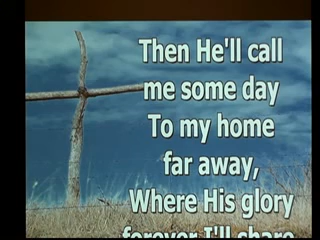 Then He'll call
me some day
To my home
far away,
Where His glory
forever I'll share